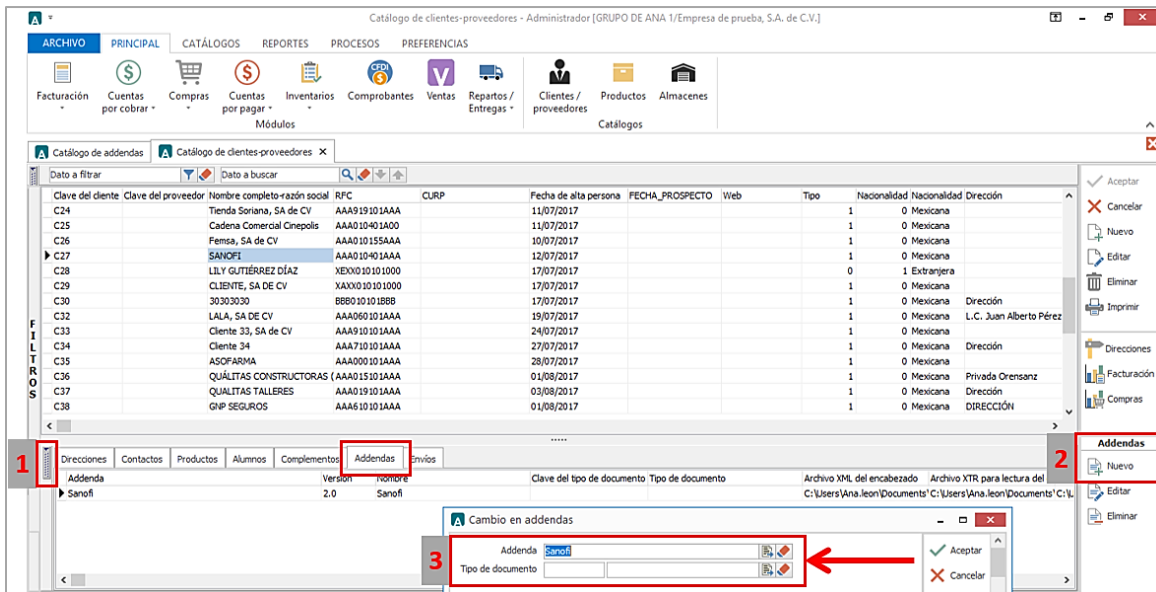 Catálogo de clientes-proveedores - Administrador [GRUPO DE ANA 1/Empresa de prueba, S.A. de C.V.]
ARCHIVO PRINCIPAL CATÁLOGOS REPORTES PROCESOS PREFERENCIAS
Facturación Cuentas por cobrar Compras Cuentas por pagar Inventarios CFDI Comprobantes Ventas Repartos / Entregas Clientes / proveedores Productos Almacenes
Módulos Catálogos
Catálogo de addendas Catálogo de clientes-proveedores X
Dato a filtrar Dato a buscar
Clave del cliente Clave del proveedor Nombre completo-razón social RFC CURP Fecha de alta persona FECHA_PROSPECTO Web Tipo Nacionalidad Nacionalidad Dirección
C24 Tienda Soriana, SA de CV AAA919101AAA 11/07/2017 1 0 Mexicana
C25 Cadena Comercial Cinepolis AAA010401A00 11/07/2017 1 0 Mexicana
C26 Femsa, SA de CV AAA010155AAA 10/07/2017 1 0 Mexicana
C27 SANOFI AAA010401AAA 12/07/2017 1 0 Mexicana
C28 LILY GUTIÉRREZ DÍAZ XEXX010101000 17/07/2017 0 1 Extranjera
C29 CLIENTE, SA DE CV XAXX010101000 17/07/2017 1 0 Mexicana
C30 30303030 BBB010101BBB 17/07/2017 1 0 Mexicana Dirección
C32 LALA, SA DE CV AAA060101AAA 19/07/2017 1 0 Mexicana L.C. Juan Alberto Pérez
C33 Cliente 33, SA de CV AAA910101AAA 24/07/2017 1 0 Mexicana
C34 Cliente 34 AAA710101AAA 27/07/2017 1 0 Mexicana Dirección
C35 ASOFARMA AAA000101AAA 28/07/2017 1 0 Mexicana
C36 QUÁLITAS CONSTRUCTORAS ( AAA015101AAA 01/08/2017 1 0 Mexicana Privada Orensanz
C37 QUALITAS TALLERES AAA019101AAA 03/08/2017 1 0 Mexicana Dirección
C38 GNP SEGUROS AAA610101AAA 01/08/2017 1 0 Mexicana DIRECCIÓN
FILTROS
Aceptar
Cancelar
Nuevo
Editar
Eliminar
Imprimir
Direcciones
Facturación
Compras
1
Direcciones Contactos Productos Alumnos Complementos Addendas Envíos
Addenda Version Nombre Clave del tipo de documento Tipo de documento Archivo XML del encabezado Archivo XTR para lectura del
Sanofi 2.0 Sanofi C:\Users\Ana.leon\Documents\ C:\Users\Ana.leon\Documents\ C:\U
2
Addendas
Nuevo
Editar
Eliminar
Cambio en addendas
3
Addenda Sanofi
Tipo de documento
Aceptar
Cancelar